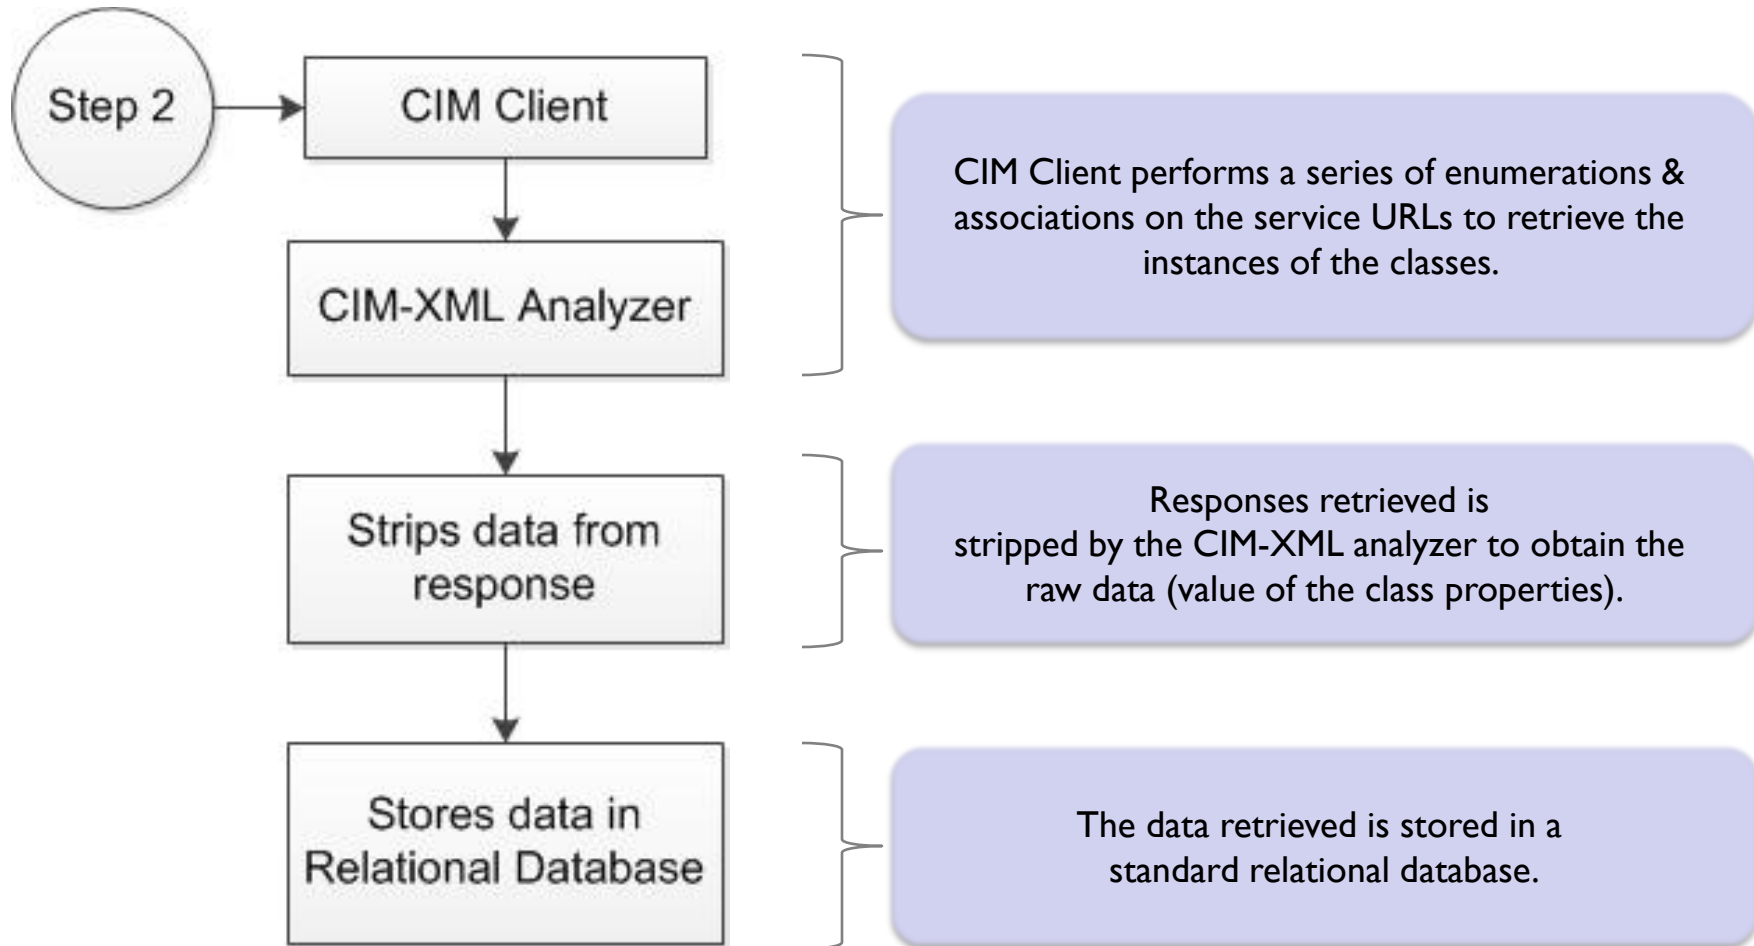 Step 2
CIM Client
CIM-XML Analyzer
Strips data from
response
Stores data in
Relational Database
CIM Client performs a series of enumerations &
associations on the service URLs to retrieve the
instances of the classes.
Responses retrieved is
stripped by the CIM-XML analyzer to obtain the
raw data (value of the class properties).
The data retrieved is stored in a
standard relational database.